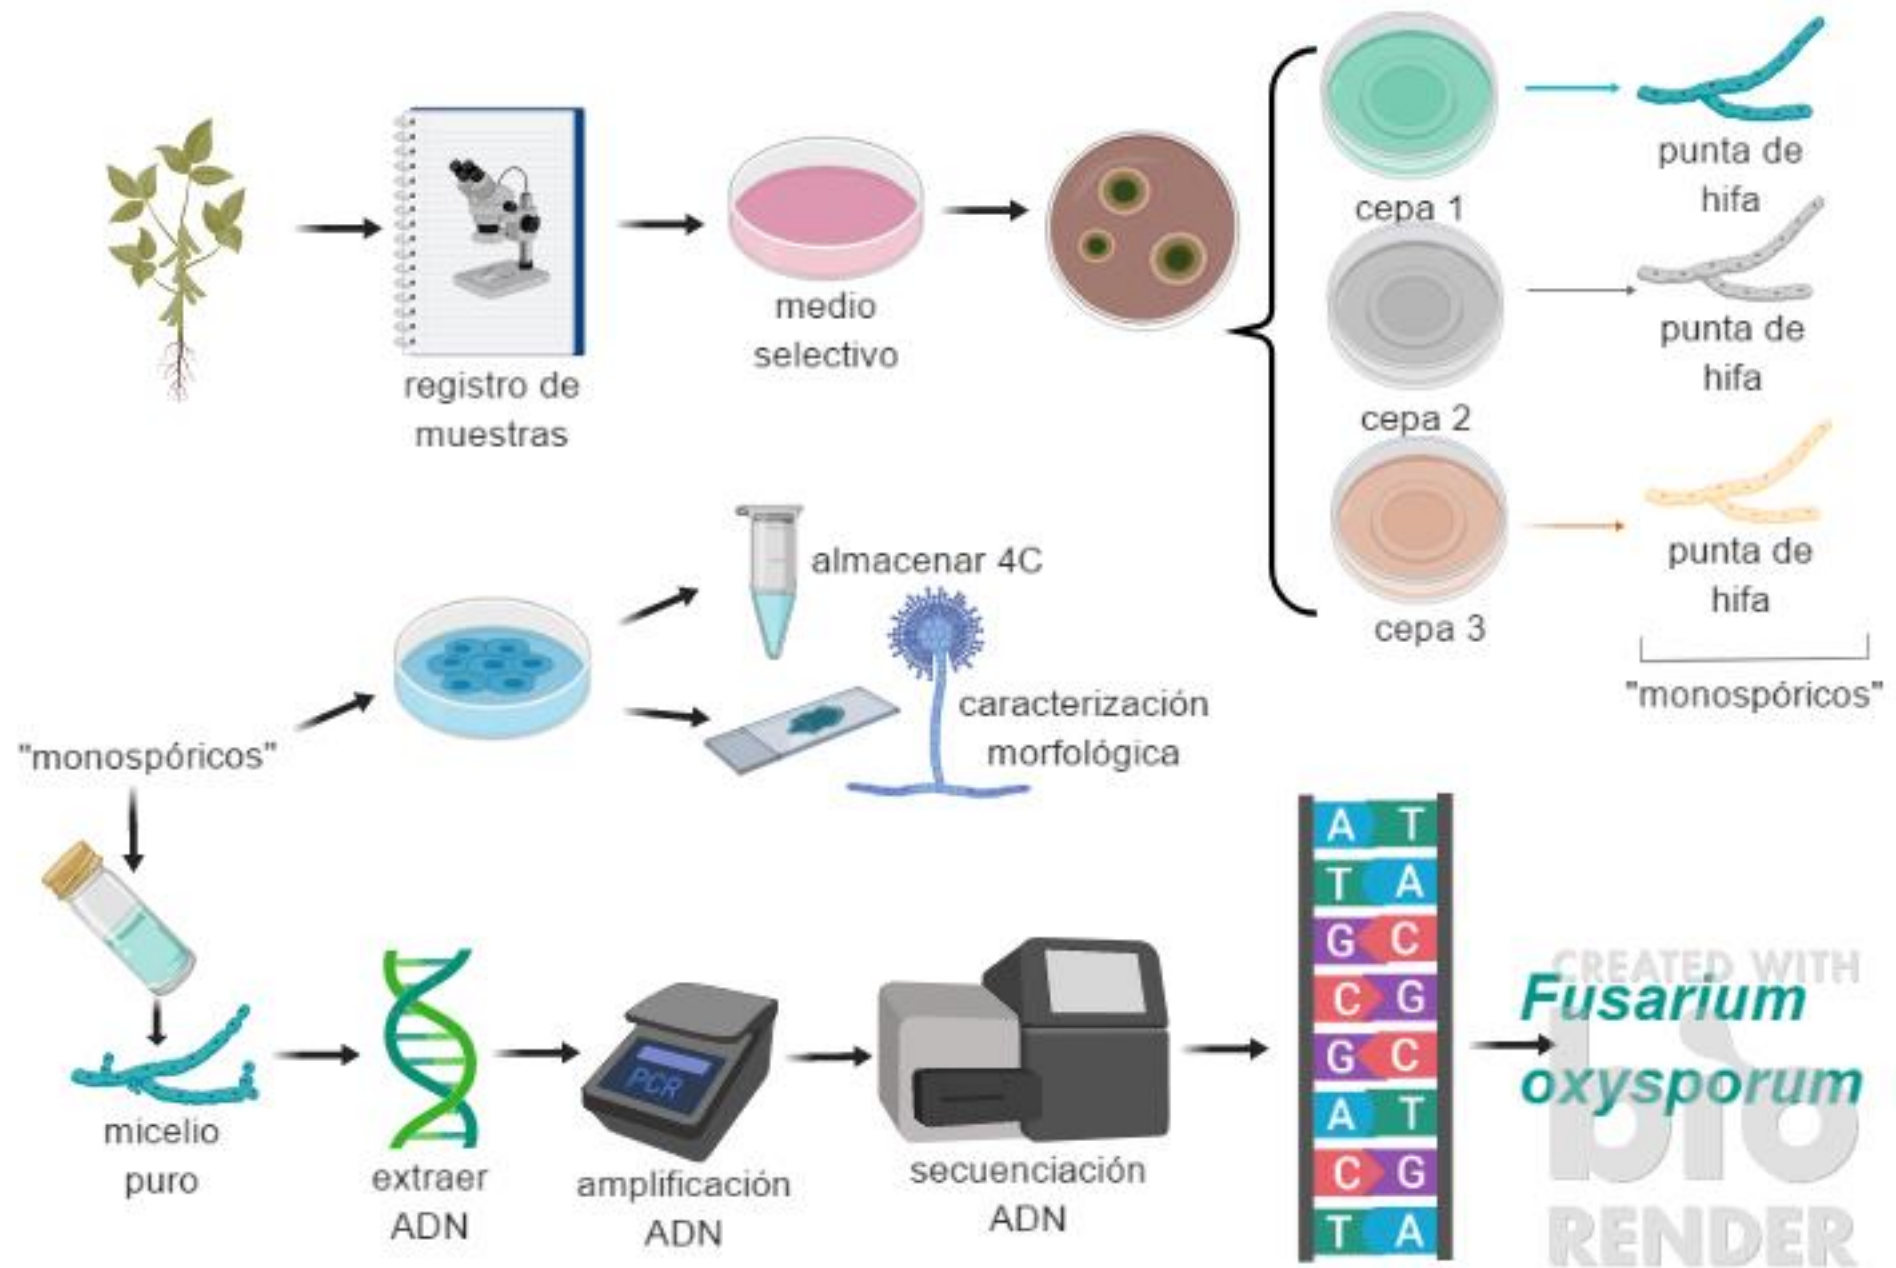 registro de
muestras
medio
selectivo
cepa 1
punta de
hifa
cepa 2
punta de
hifa
cepa 3
punta de
hifa
"monospóricos"
almacenar 4C
caracterización
morfológica
"monospóricos"
micelio
puro
extraer
ADN
PCR
amplificación
ADN
secuenciación
ADN
A T
T A
G C
C G
G C
A T
C G
T A
Fusarium
oxysporum
CREATED WITH
bio
RENDER